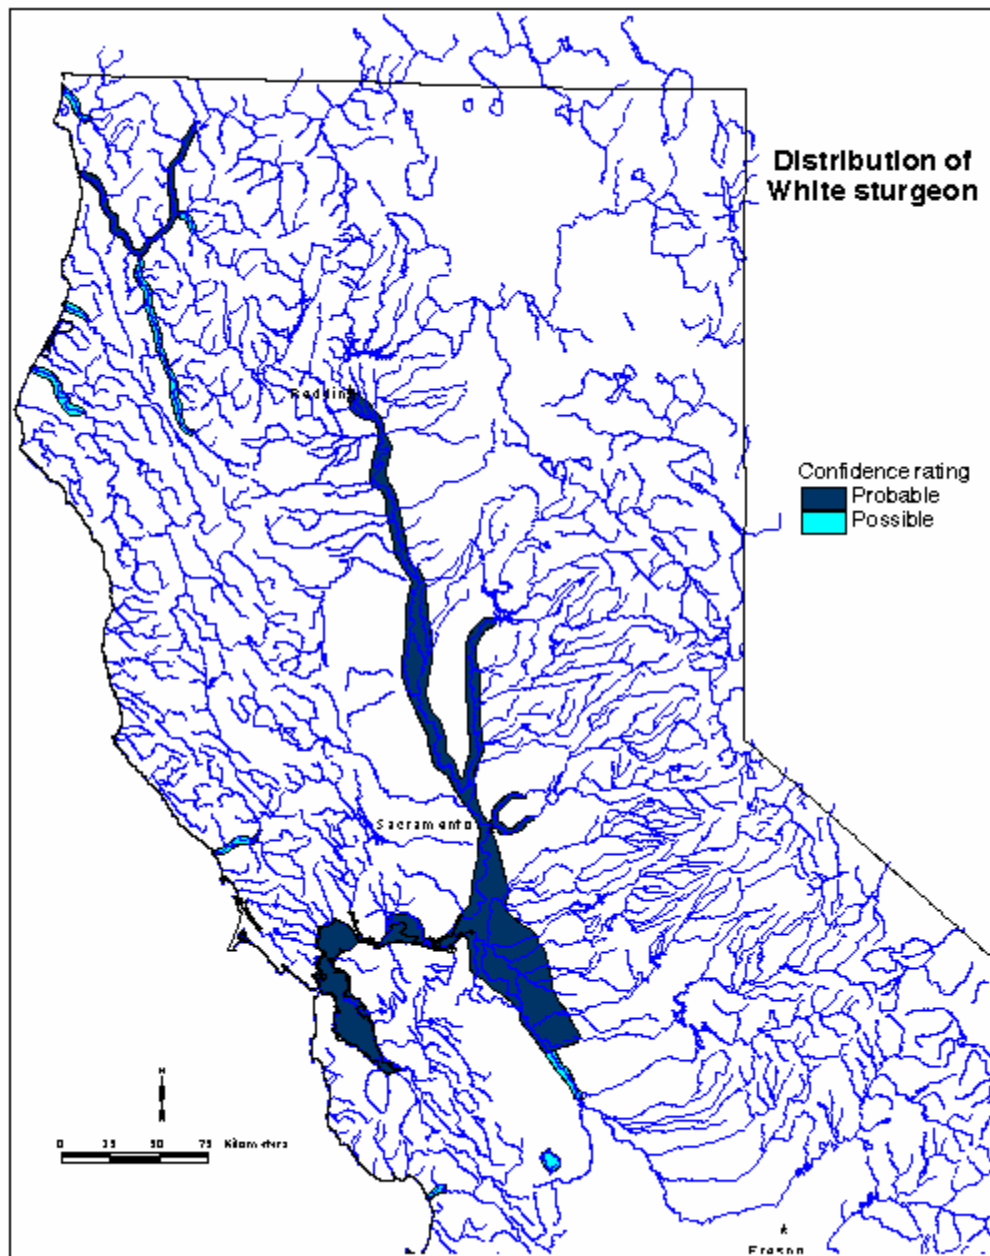 Distribution of
White sturgeon
Redding
Confidence rating
Probable
Possible
Sacramento
N
0 25 50 75 Kilometers
Fresno